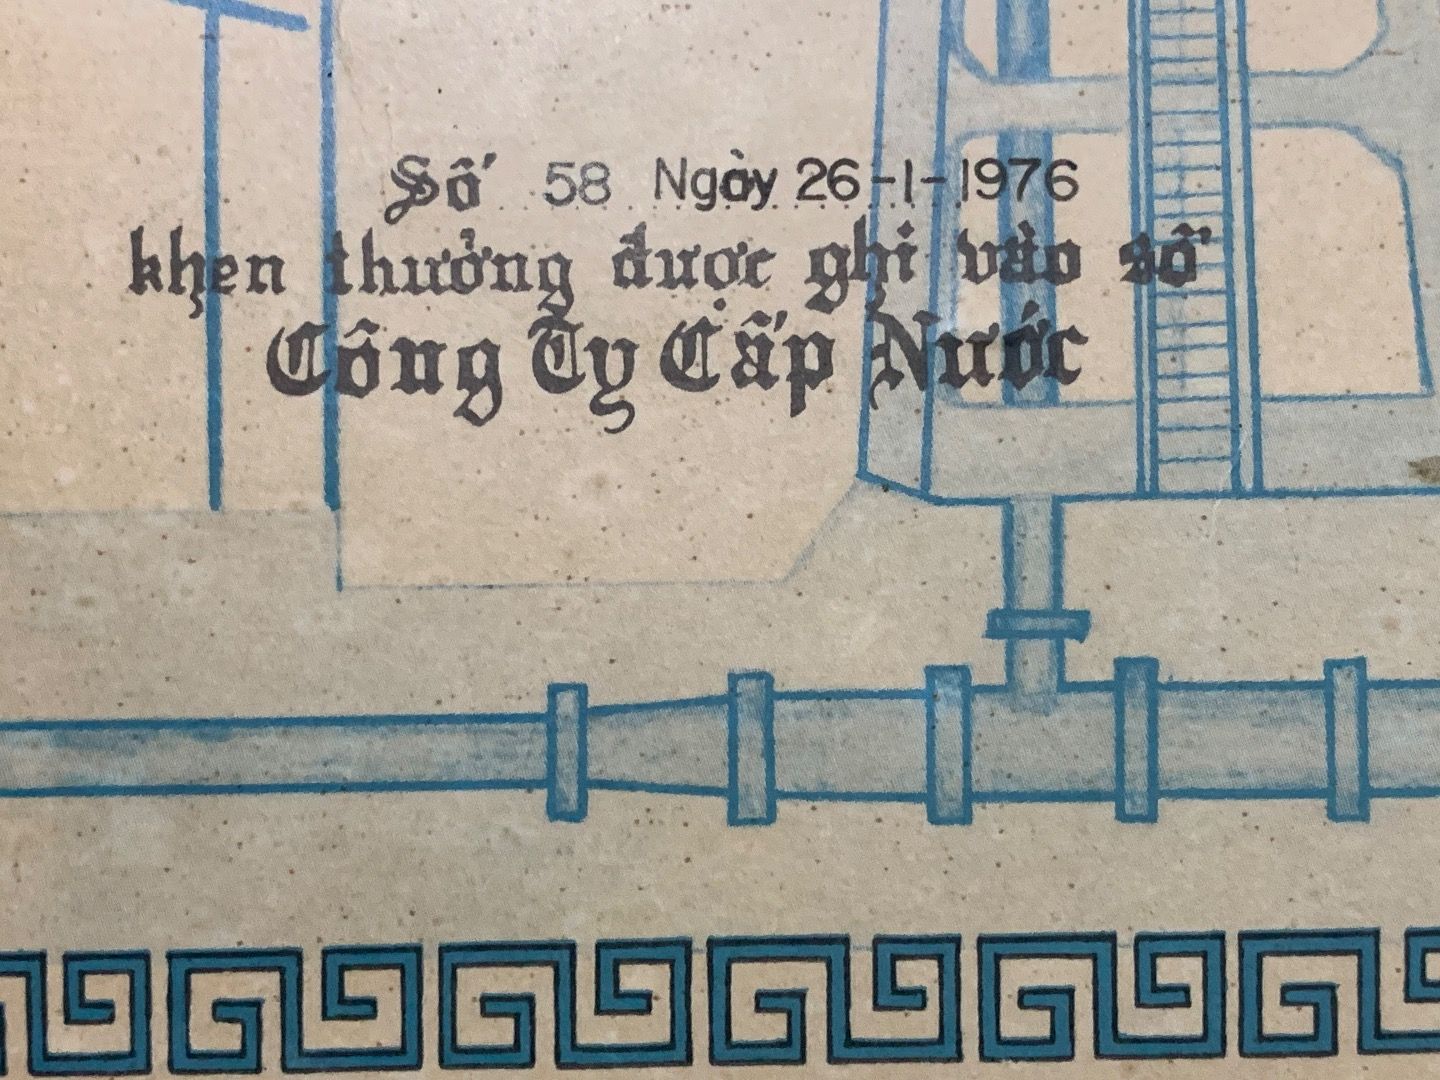 Số 58 Ngày 26-1-1976
khen thưởng được ghi vào sổ
Công Ty Cấp Nước